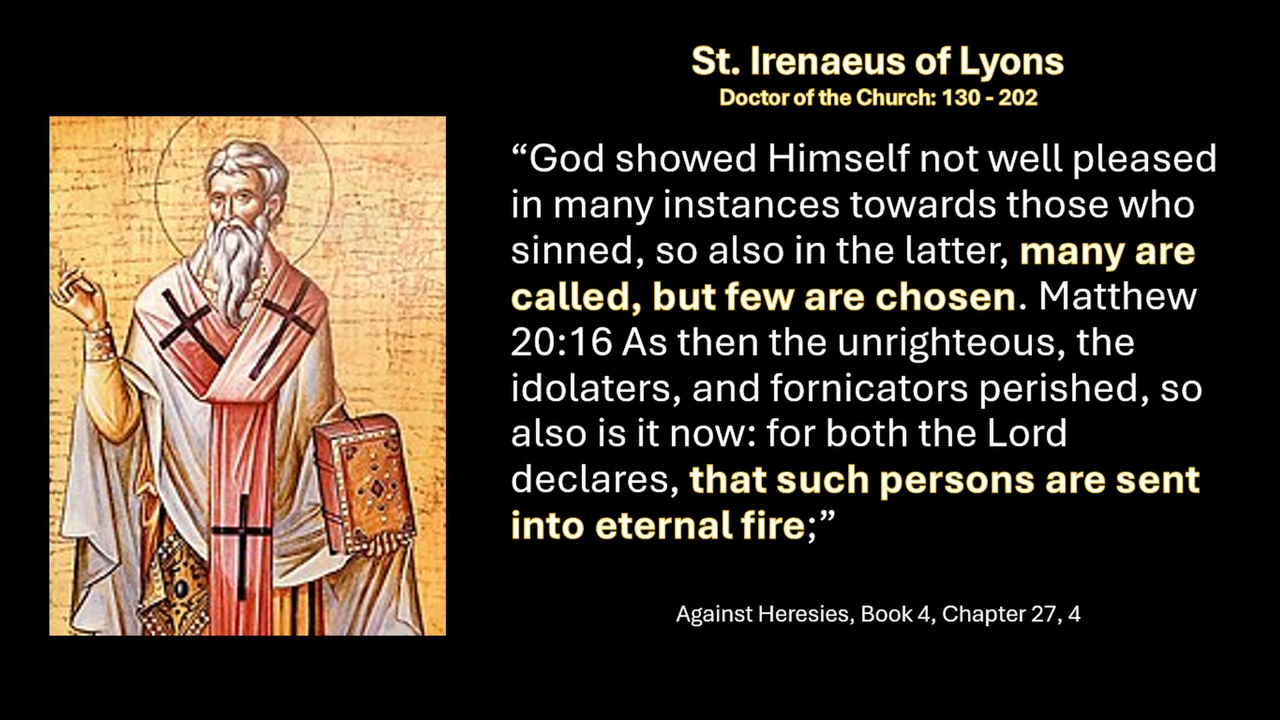 St. Irenaeus of Lyons
Doctor of the Church: 130 - 202
“God showed Himself not well pleased
in many instances towards those who
sinned, so also in the latter, many are
called, but few are chosen. Matthew
20:16 As then the unrighteous, the
idolaters, and fornicators perished, so
also is it now: for both the Lord
declares, that such persons are sent
into eternal fire;”
Against Heresies, Book 4, Chapter 27, 4